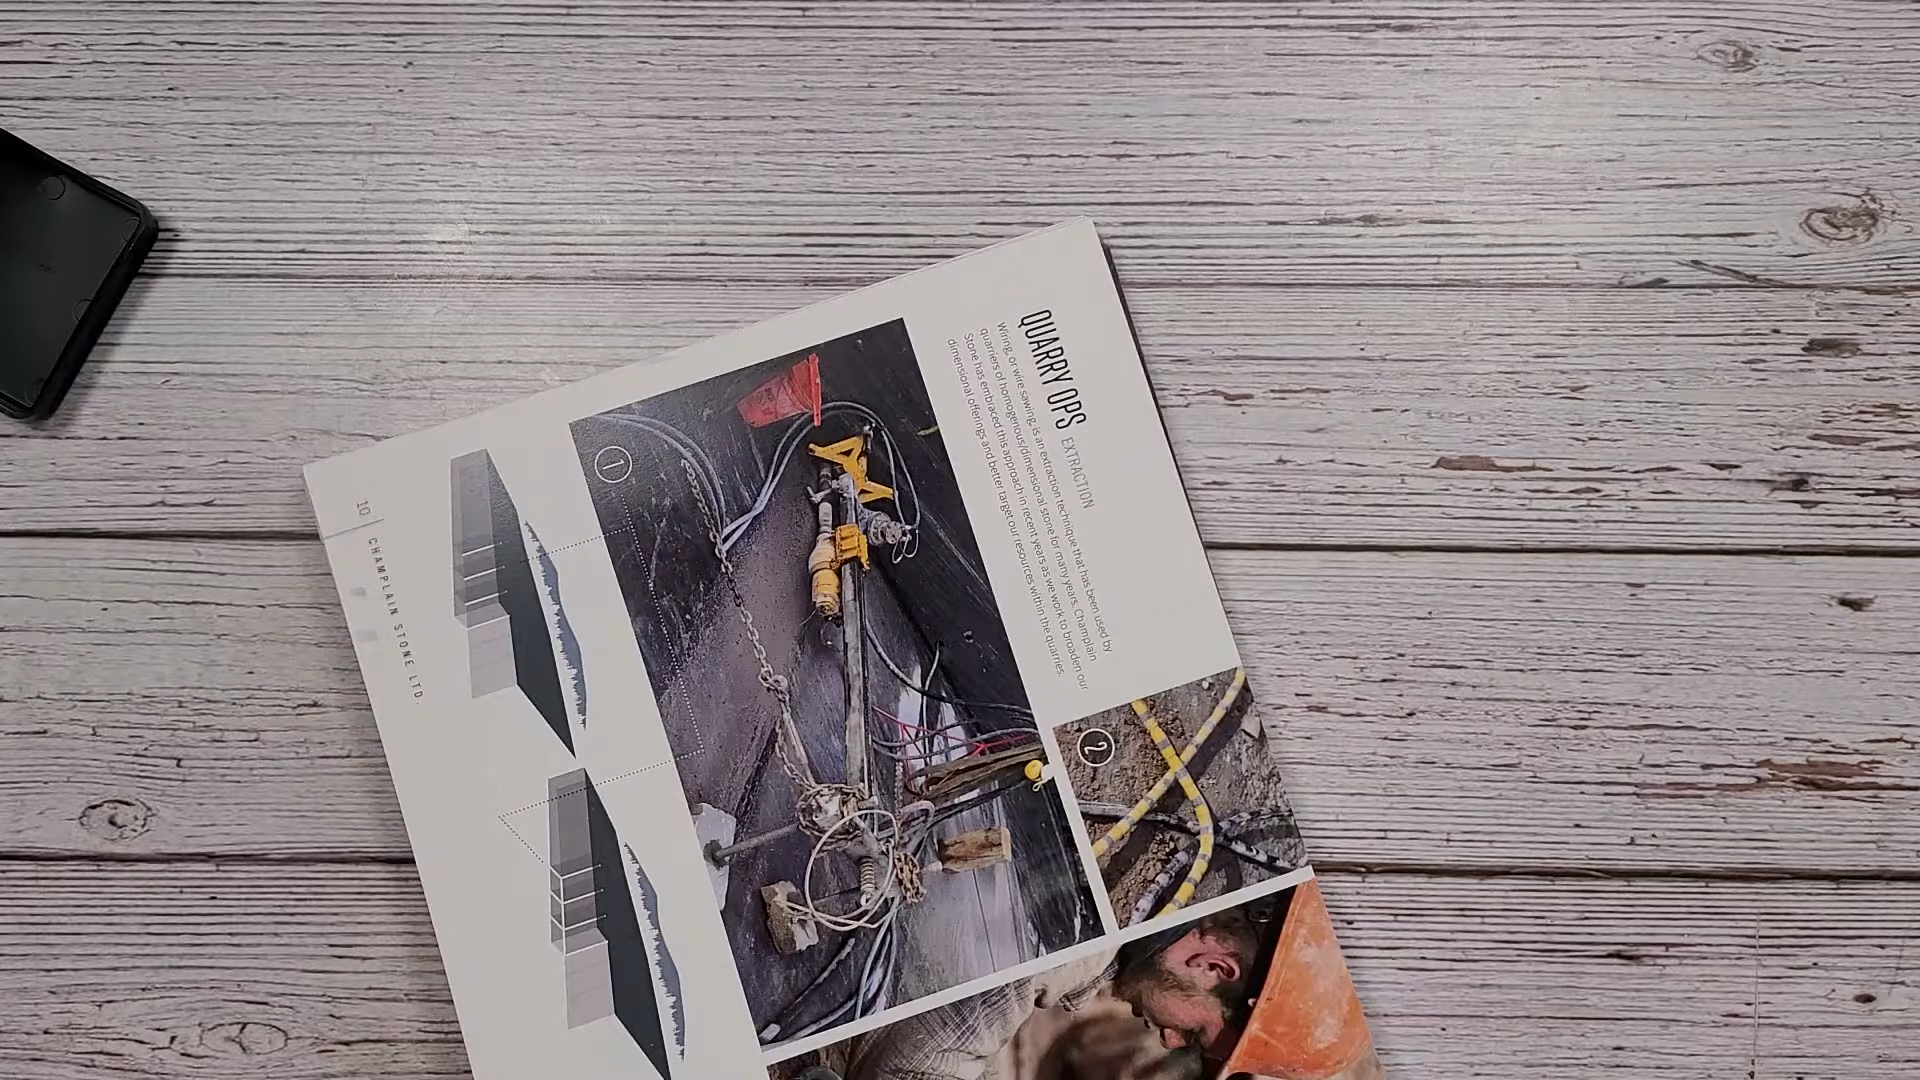 QUARRY OPS EXTRACTION
Wiring, or wire sawing, is an extraction technique that has been used by
quarriers of homogenous/dimensional stone for many years. Champlain
Stone has embraced this approach in recent years as we work to broaden our
dimensional offerings and better target our resources within the quarries.
1
2
10
CHAMPLAIN STONE LTD.